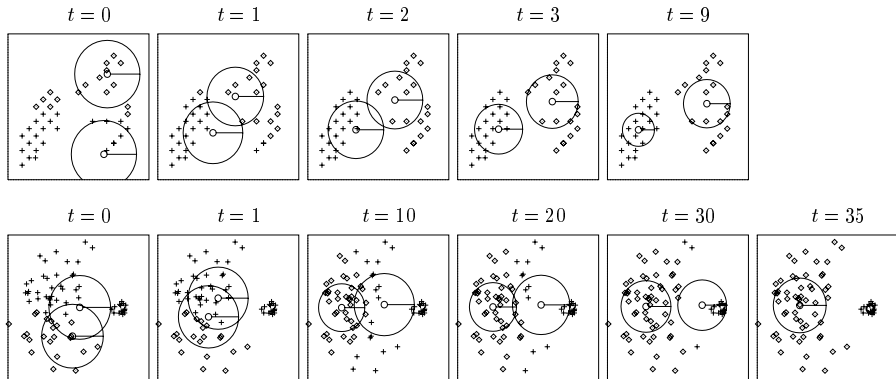 t = 0 t = 1 t = 2 t = 3 t = 9
t = 0 t = 1 t = 10 t = 20 t = 30 t = 35